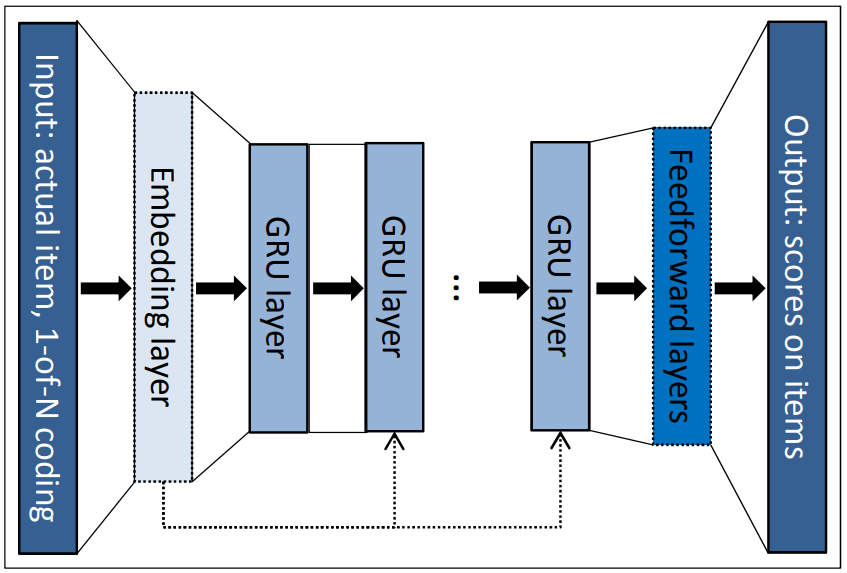 Input: actual item, 1-of-N coding
Embedding layer
GRU layer
GRU layer
...
GRU layer
Feedforward layers
Output: scores on items